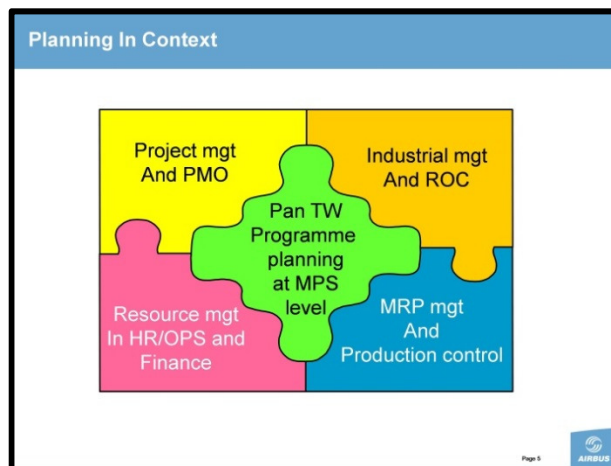 Planning In Context
Project mgt
And PMO
Industrial mgt
And ROC
Pan TW
Programme
planning
at MPS
level
Resource mgt
In HR/OPS and
Finance
MRP mgt
And
Production control
Page 5
AIRBUS